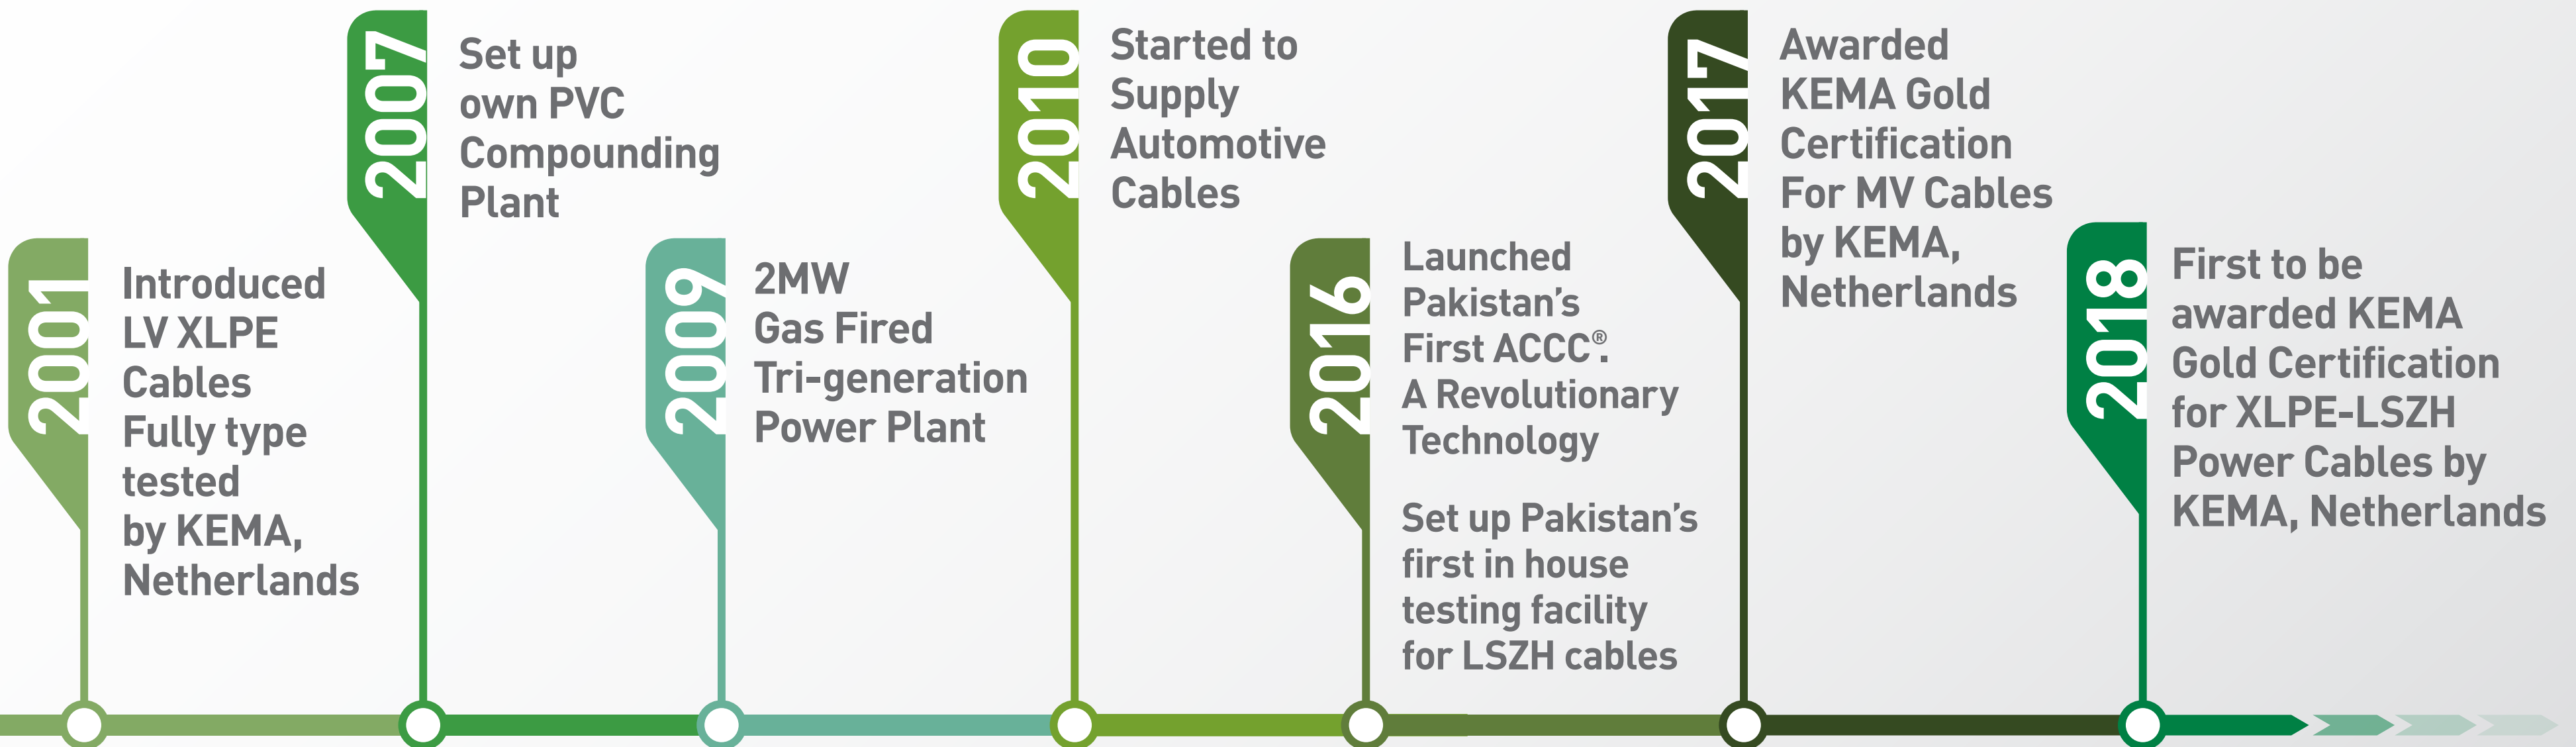 2001
Introduced
LV XLPE
Cables
Fully type
tested
by KEMA,
Netherlands
2007
Set up
own PVC
Compounding
Plant
2009
2MW
Gas Fired
Tri-generation
Power Plant
2010
Started to
Supply
Automotive
Cables
2016
Launched
Pakistan’s
First ACCC®.
A Revolutionary
Technology
Set up Pakistan’s
first in house
testing facility
for LSZH cables
2017
Awarded
KEMA Gold
Certification
For MV Cables
by KEMA,
Netherlands
2018
First to be
awarded KEMA
Gold Certification
for XLPE-LSZH
Power Cables by
KEMA, Netherlands